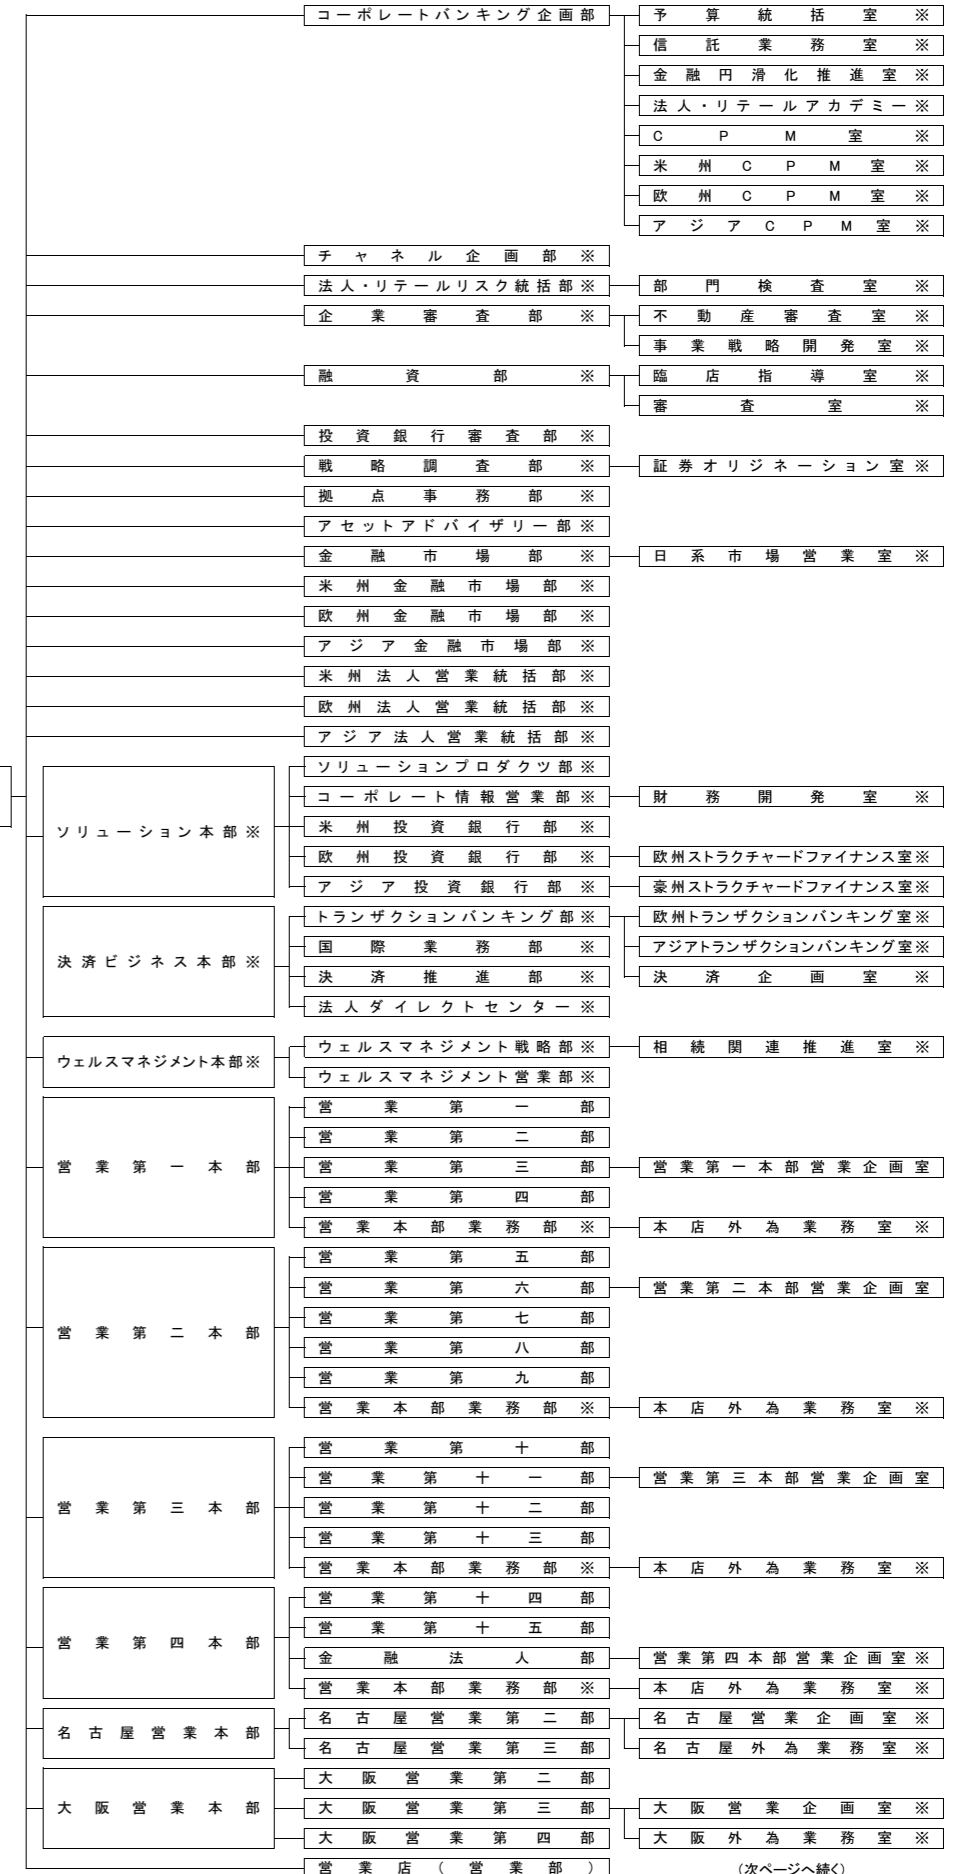 コーポレートバンキング企画部 予算統括室※
信託業務室※
金融円滑化推進室※
法人・リテールアカデミー※
CPM室※
米州CPM室※
欧州CPM室※
アジアCPM室※
チャネル企画部※
法人・リテールリスク統括部※ 部門検査室※
企業審査部※ 不動産審査室※
事業戦略開発室※
融資部※ 臨店指導室※
審査室※
投資銀行審査部※
戦略調査部※ 証券オリジネーション室※
拠点事務部※
アセットアドバイザリー部※
金融市場部※ 日系市場営業室※
米州金融市場部※
欧州金融市場部※
アジア金融市場部※
米州法人営業統括部※
欧州法人営業統括部※
アジア法人営業統括部※
ソリューション本部※
ソリューションプロダクツ部※
コーポレート情報営業部※ 財務開発室※
米州投資銀行部※
欧州投資銀行部※ 欧州ストラクチャードファイナンス室※
アジア投資銀行部※ 豪州ストラクチャードファイナンス室※
決済ビジネス本部※
トランザクションバンキング部※ 欧州トランザクションバンキング室※
国際業務部※ アジアトランザクションバンキング室※
決済推進部※ 決済企画室※
法人ダイレクトセンター※
ウェルスマネジメント本部※
ウェルスマネジメント戦略部※ 相続関連推進室※
ウェルスマネジメント営業部※
営業第一本部
営業第一部
営業第二部
営業第三部 営業第一本部営業企画室
営業第四部
営業本部業務部※ 本店外為業務室※
営業第二本部
営業第五部
営業第六部 営業第二本部営業企画室
営業第七部
営業第八部
営業第九部
営業本部業務部※ 本店外為業務室※
営業第三本部
営業第十部
営業第十一部 営業第三本部営業企画室
営業第十二部
営業第十三部
営業本部業務部※ 本店外為業務室※
営業第四本部
営業第十四部
営業第十五部
金融法人部 営業第四本部営業企画室※
営業本部業務部※ 本店外為業務室※
名古屋営業本部
名古屋営業第二部 名古屋営業企画室※
名古屋営業第三部 名古屋外為業務室※
大阪営業本部
大阪営業第二部
大阪営業第三部 大阪営業企画室※
大阪営業第四部 大阪外為業務室※
営業店(営業部)
(次ページへ続く)